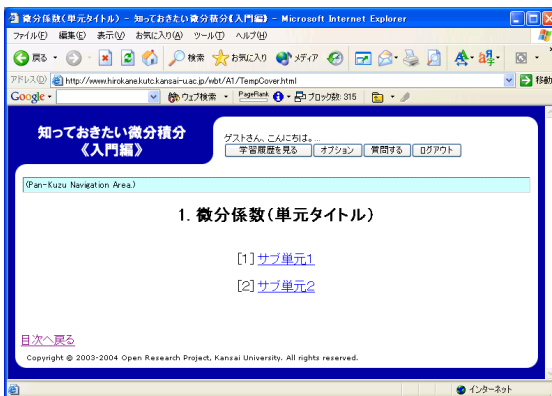 微分係数(単元タイトル) - 知っておきたい微分積分《入門編》 - Microsoft Internet Explorer
ファイル(F) 編集(E) 表示(V) お気に入り(A) ツール(T) ヘルプ(H)
戻る 検索 お気に入り メディア
アドレス(D) http://www.hirokane.kutc.kansai-u.ac.jp/wbt/A1/TempCover.html 移動
Google ウェブ検索 PageRank ブロック数: 315
知っておきたい微分積分
《入門編》
ゲストさん、こんにちは。...
学習履歴を見る オプション 質問する ログアウト
(Pan-Kuzu Navigation Area.)
1. 微分係数(単元タイトル)
[1] サブ単元1
[2] サブ単元2
目次へ戻る
Copyright © 2003-2004 Open Research Project, Kansai University. All rights reserved.
インターネット